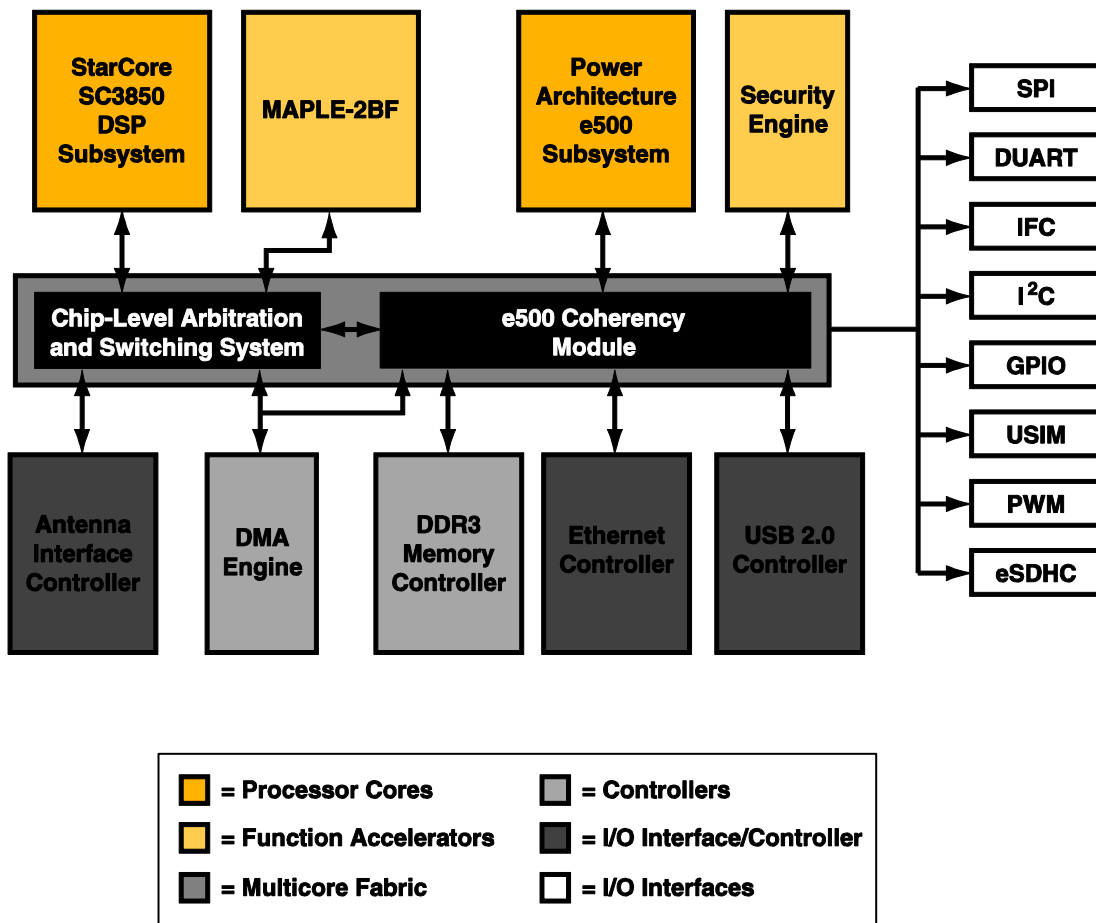 StarCore
SC3850
DSP
Subsystem
MAPLE-2BF
Power
Architecture
e500
Subsystem
Security
Engine
SPI
DUART
IFC
I²C
GPIO
USIM
PWM
eSDHC
Chip-Level Arbitration
and Switching System
e500 Coherency
Module
Antenna
Interface
Controller
DMA
Engine
DDR3
Memory
Controller
Ethernet
Controller
USB 2.0
Controller
= Processor Cores
= Function Accelerators
= Multicore Fabric
= Controllers
= I/O Interface/Controller
= I/O Interfaces